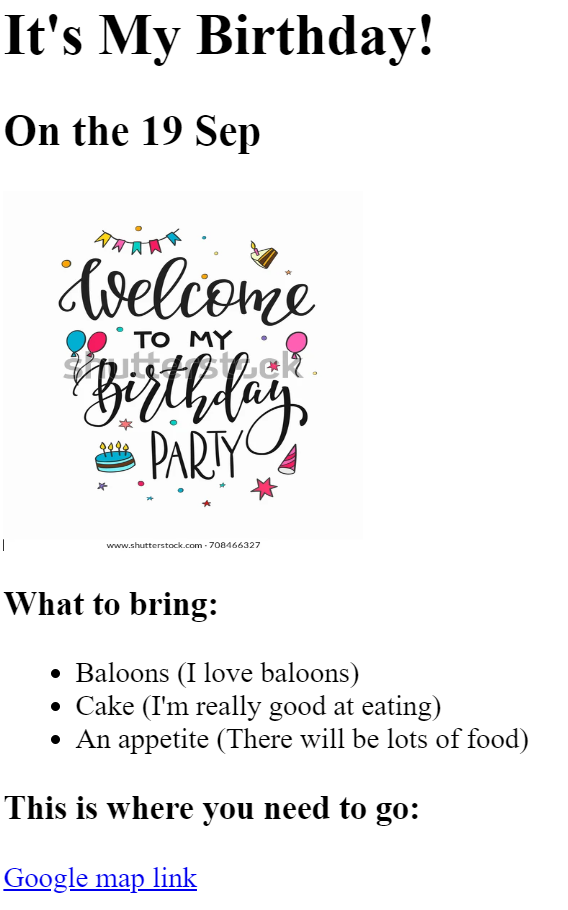 It's My Birthday!
On the 19 Sep
Welcome
TO MY
shutterstock
Birthday
PARTY
www.shutterstock.com · 708466327
What to bring:
• Baloons (I love baloons)
• Cake (I'm really good at eating)
• An appetite (There will be lots of food)
This is where you need to go:
Google map link